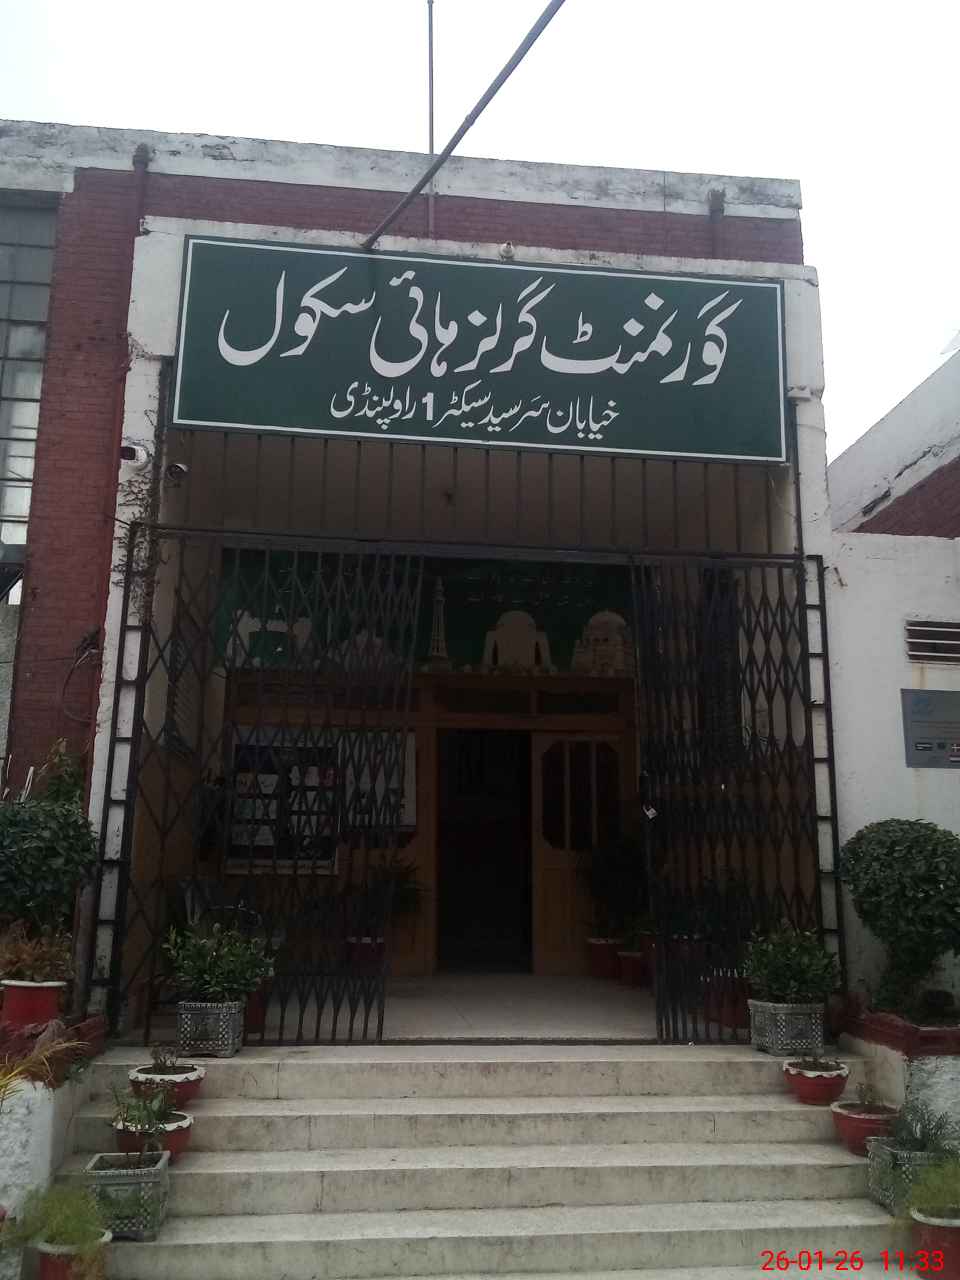 گورنمنٹ گرلز ہائی سکول
خیابان سرسید سیکٹر 1 راولپنڈی
26-01-26 11:33